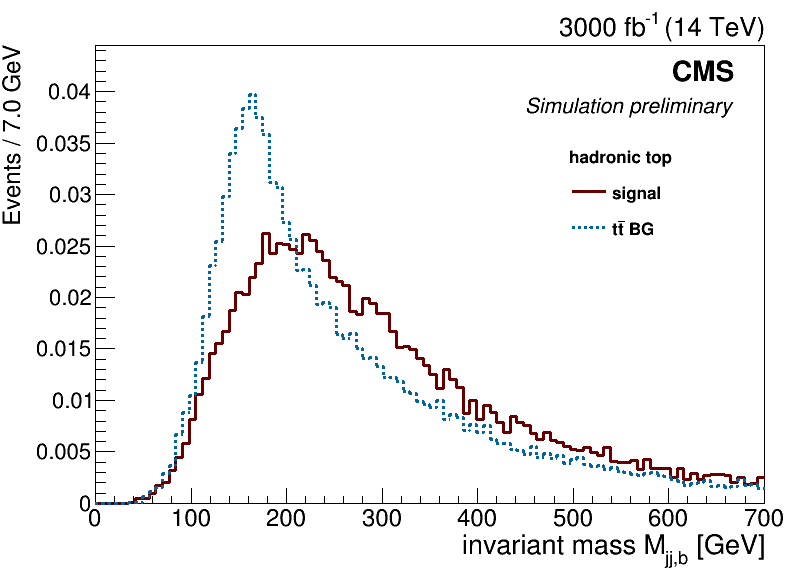 3000 fb⁻¹ (14 TeV)
CMS
Simulation preliminary
hadronic top
signal
tt̄ BG
Events / 7.0 GeV
0.04
0.035
0.03
0.025
0.02
0.015
0.01
0.005
0
0 100 200 300 400 500 600 700
invariant mass M_jj,b [GeV]